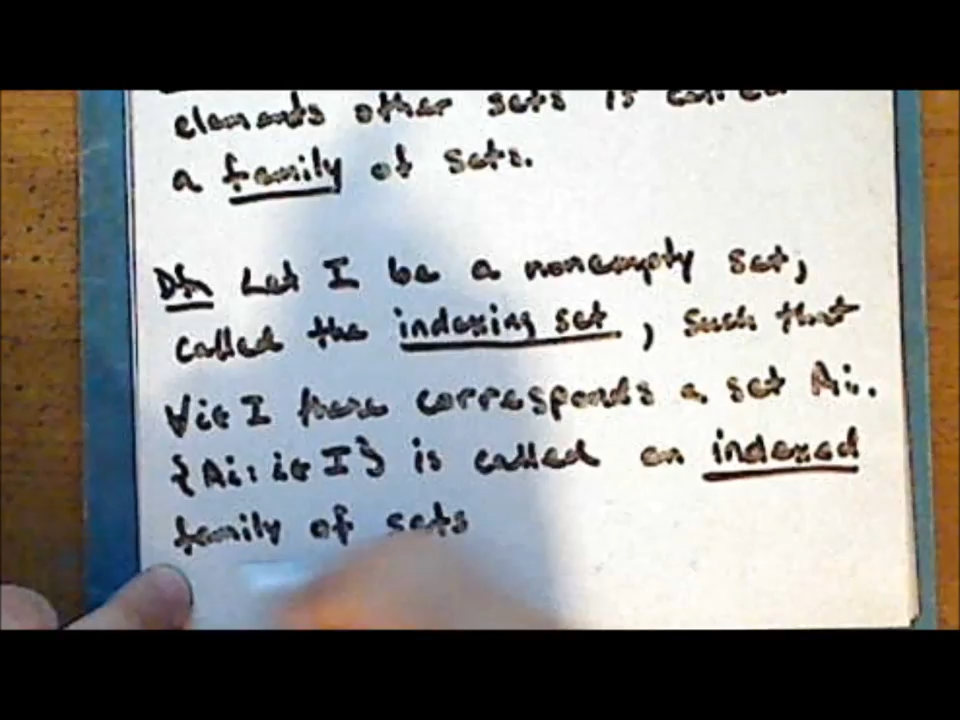 elements other sets is called
a family of sets.
Dfn Let I be a nonempty set,
called the indexing set, such that
∀i∈I there corresponds a set Ai.
{Ai: i∈I} is called an indexed
family of sets